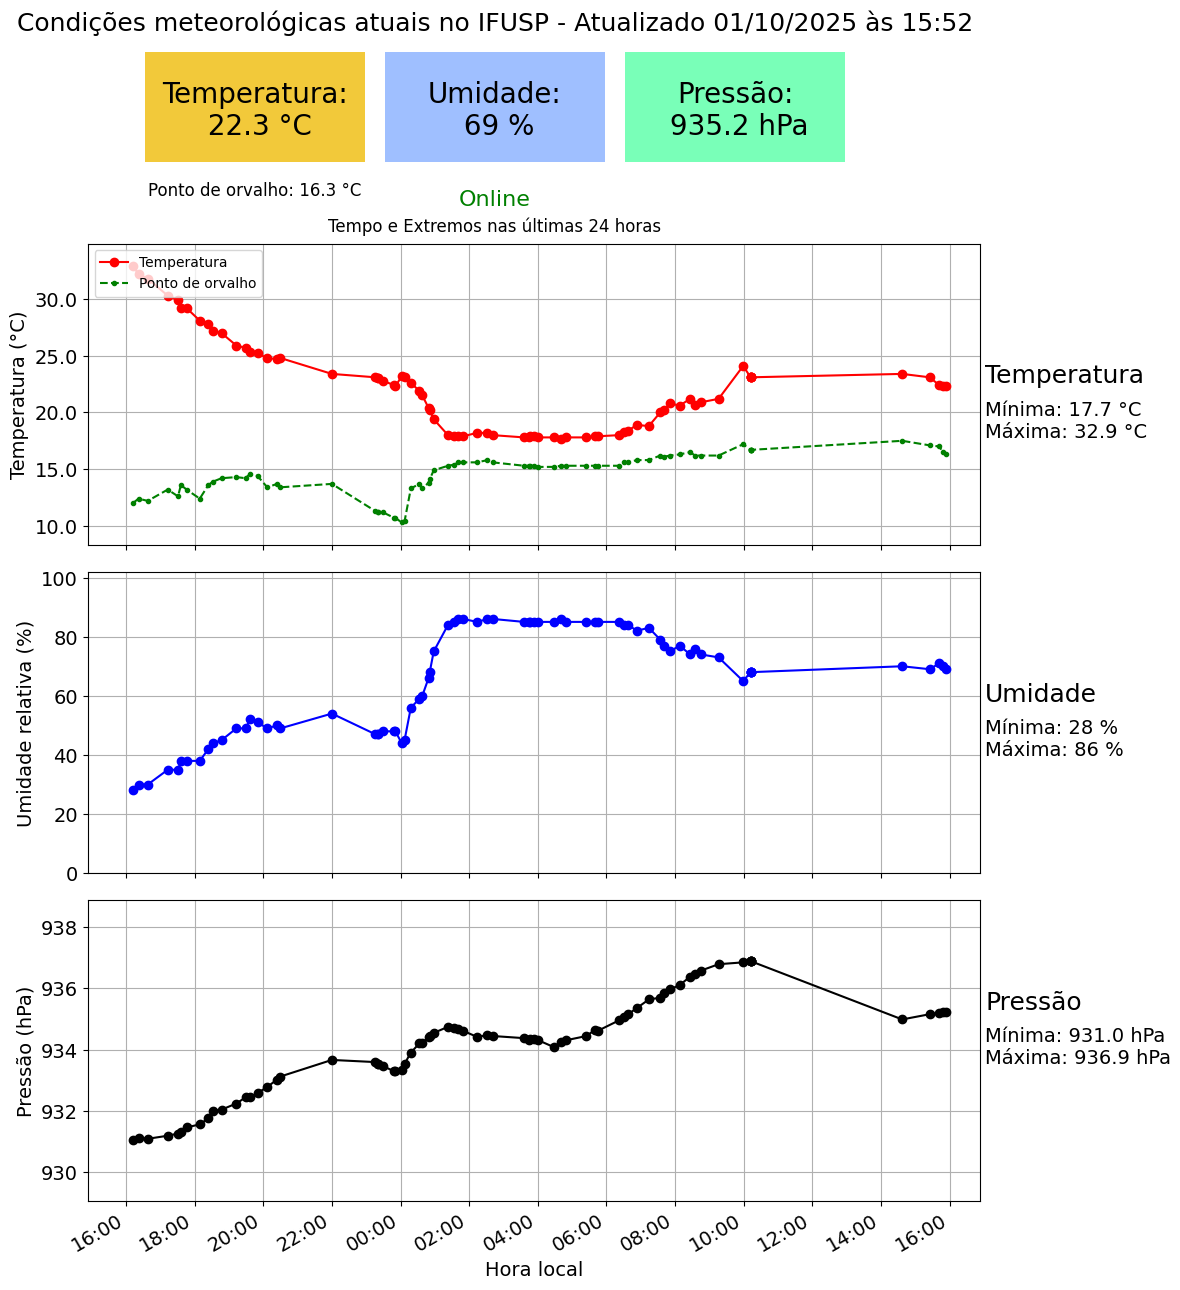 Condições meteorológicas atuais no IFUSP - Atualizado 01/10/2025 às 15:52
Temperatura:
22.3 °C
Umidade:
69 %
Pressão:
935.2 hPa
Ponto de orvalho: 16.3 °C
Online
Tempo e Extremos nas últimas 24 horas
Temperatura
Ponto de orvalho
Temperatura (°C)
30.0
25.0
20.0
15.0
10.0
Temperatura
Mínima: 17.7 °C
Máxima: 32.9 °C
Umidade relativa (%)
100
80
60
40
20
0
Umidade
Mínima: 28 %
Máxima: 86 %
Pressão (hPa)
938
936
934
932
930
Pressão
Mínima: 931.0 hPa
Máxima: 936.9 hPa
16:00
18:00
20:00
22:00
00:00
02:00
04:00
06:00
08:00
10:00
12:00
14:00
16:00
Hora local